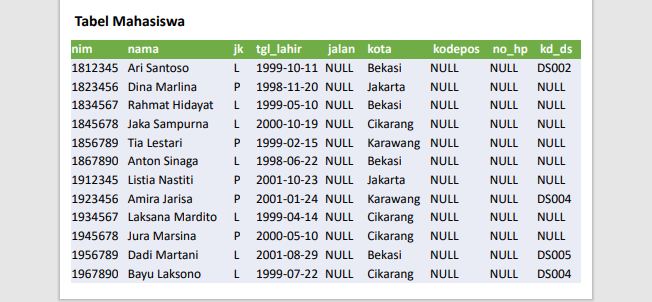 Tabel Mahasiswa
nim nama jk tgl_lahir jalan kota kodepos no_hp kd_ds
1812345 Ari Santoso L 1999-10-11 NULL Bekasi NULL NULL DS002
1823456 Dina Marlina P 1998-11-20 NULL Jakarta NULL NULL NULL
1834567 Rahmat Hidayat L 1999-05-10 NULL Bekasi NULL NULL NULL
1845678 Jaka Sampurna L 2000-10-19 NULL Cikarang NULL NULL NULL
1856789 Tia Lestari P 1999-02-15 NULL Karawang NULL NULL NULL
1867890 Anton Sinaga L 1998-06-22 NULL Bekasi NULL NULL NULL
1912345 Listia Nastiti P 2001-10-23 NULL Jakarta NULL NULL NULL
1923456 Amira Jarisa P 2001-01-24 NULL Karawang NULL NULL DS004
1934567 Laksana Mardito L 1999-04-14 NULL Cikarang NULL NULL NULL
1945678 Jura Marsina P 2000-05-10 NULL Cikarang NULL NULL NULL
1956789 Dadi Martani L 2001-08-29 NULL Bekasi NULL NULL DS005
1967890 Bayu Laksono L 1999-07-22 NULL Cikarang NULL NULL DS004